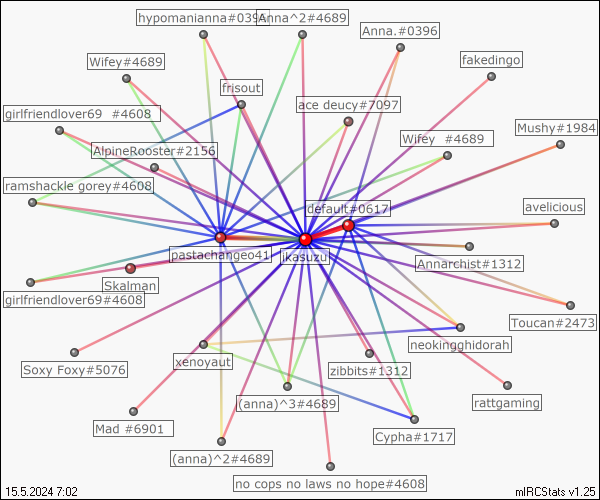 hypomanianna#0396
Anna^2#4689
Anna.#0396
Wifey#4689
fakedingo
frisout
ace deucy#7097
girlfriendlover69 #4608
Mushy#1984
Wifey #4689
AlpineRooster#2156
ramshackle gorey#4608
default#0617
avelicious
pastachangeo41
ikasuzu
Annarchist#1312
Skalman
girlfriendlover69#4608
Toucan#2473
neokingghidorah
xenoyaut
Soxy Foxy#5076
zibbits#1312
rattgaming
(anna)^3#4689
Mad #6901
Cypha#1717
(anna)^2#4689
no cops no laws no hope#4608
15.5.2024 7:02
mIRCStats v1.25